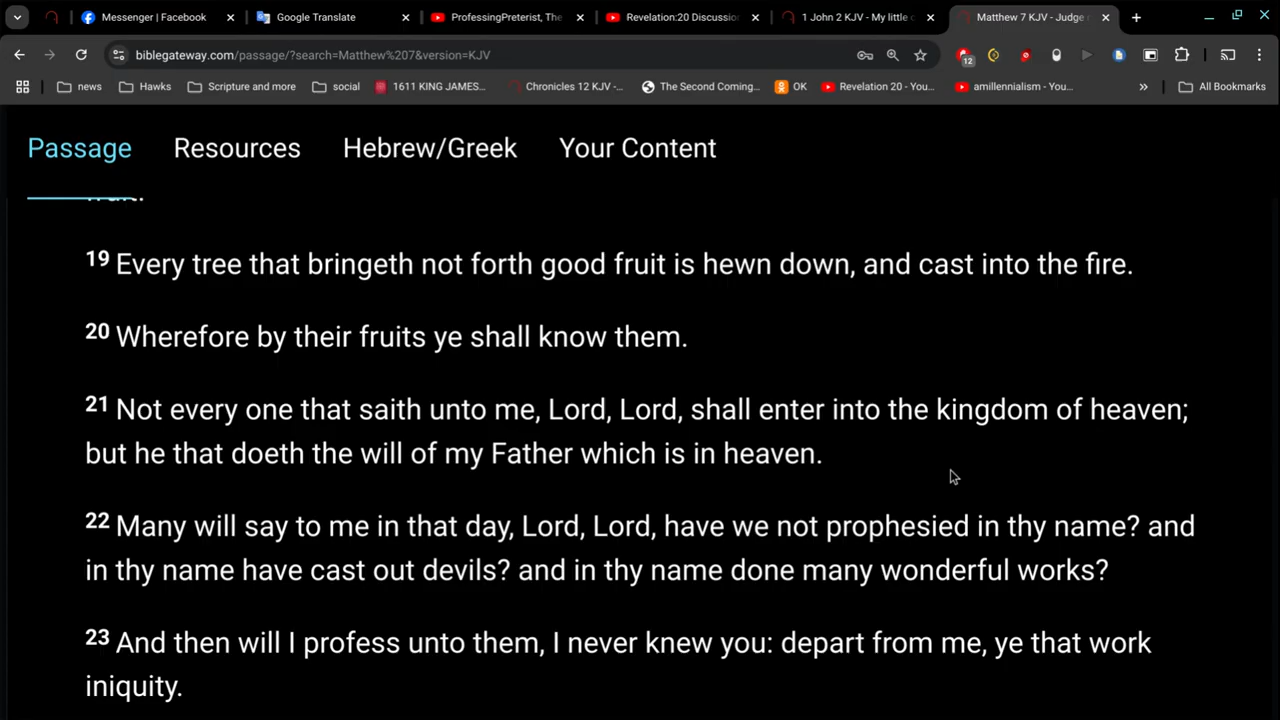 Messenger | Facebook
Google Translate
ProfessingPreterist, The
Revelation:20 Discussio
1 John 2 KJV - My little
Matthew 7 KJV - Judge
biblegateway.com/passage/?search=Matthew%207&version=KJV
12
news
Hawks
Scripture and more
social
1611 KING JAMES...
Chronicles 12 KJV -...
The Second Coming...
OK
Revelation 20 - You...
amillennialism - You...
All Bookmarks
Passage
Resources
Hebrew/Greek
Your Content
fruit.
19 Every tree that bringeth not forth good fruit is hewn down, and cast into the fire.
20 Wherefore by their fruits ye shall know them.
21 Not every one that saith unto me, Lord, Lord, shall enter into the kingdom of heaven;
but he that doeth the will of my Father which is in heaven.
22 Many will say to me in that day, Lord, Lord, have we not prophesied in thy name? and
in thy name have cast out devils? and in thy name done many wonderful works?
23 And then will I profess unto them, I never knew you: depart from me, ye that work
iniquity.